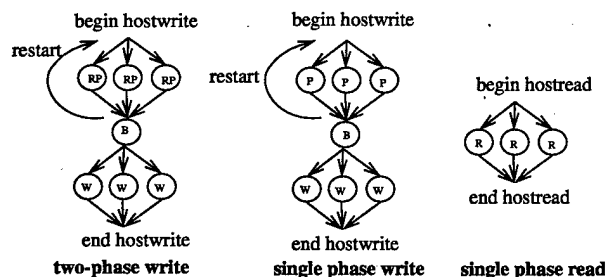 begin hostwrite
restart
RP RP RP
B
W W W
end hostwrite
two-phase write
begin hostwrite
restart
P P P
B
W W W
end hostwrite
single phase write
begin hostread
R R R
end hostread
single phase read